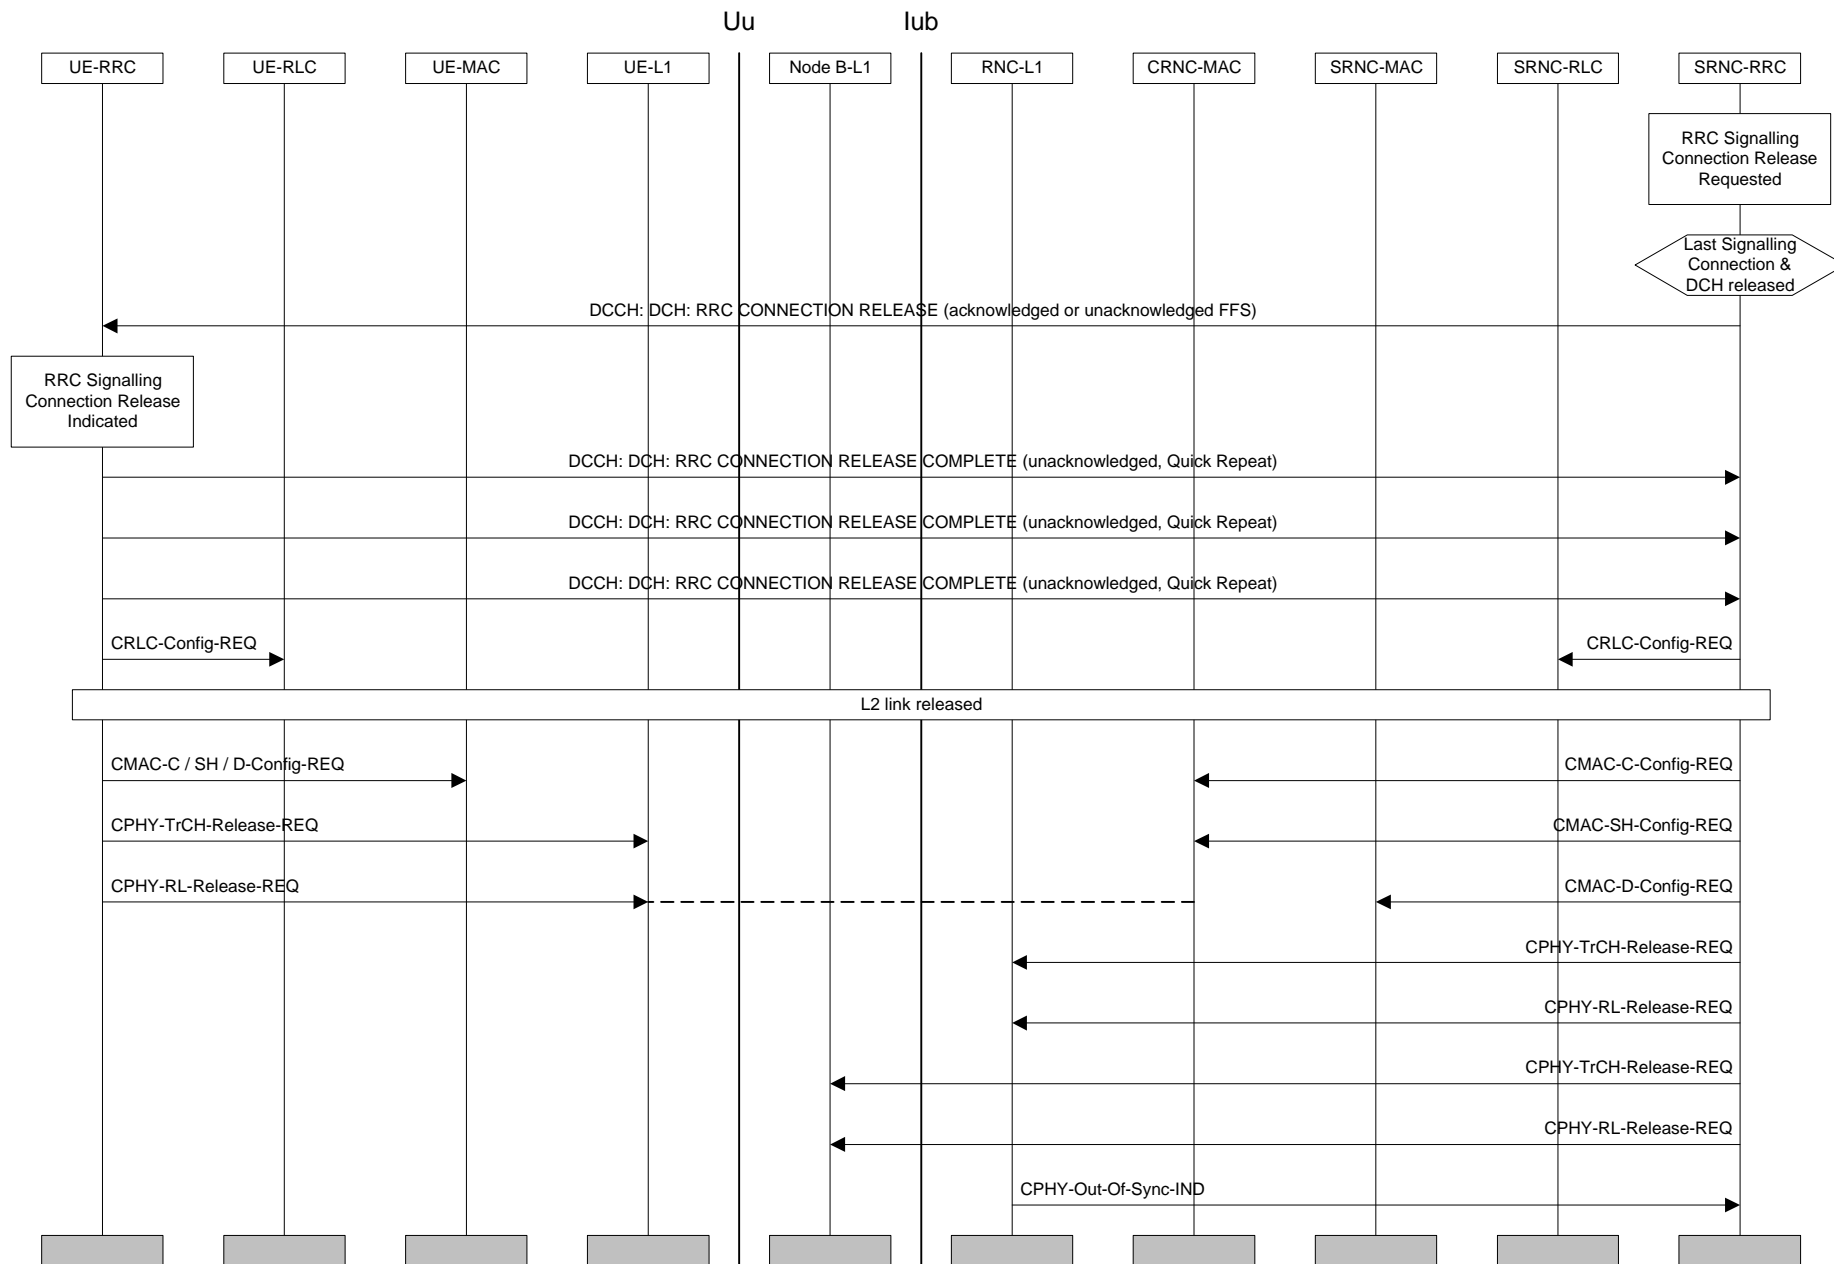 Uu
Iub
UE-RRC
UE-RLC
UE-MAC
UE-L1
Node B-L1
RNC-L1
CRNC-MAC
SRNC-MAC
SRNC-RLC
SRNC-RRC
RRC Signalling
Connection Release
Requested
Last Signalling
Connection &
DCH released
DCCH: DCH: RRC CONNECTION RELEASE (acknowledged or unacknowledged FFS)
RRC Signalling
Connection Release
Indicated
DCCH: DCH: RRC CONNECTION RELEASE COMPLETE (unacknowledged, Quick Repeat)
DCCH: DCH: RRC CONNECTION RELEASE COMPLETE (unacknowledged, Quick Repeat)
DCCH: DCH: RRC CONNECTION RELEASE COMPLETE (unacknowledged, Quick Repeat)
CRLC-Config-REQ
CRLC-Config-REQ
L2 link released
CMAC-C / SH / D-Config-REQ
CMAC-C-Config-REQ
CPHY-TrCH-Release-REQ
CMAC-SH-Config-REQ
CPHY-RL-Release-REQ
CMAC-D-Config-REQ
CPHY-TrCH-Release-REQ
CPHY-RL-Release-REQ
CPHY-TrCH-Release-REQ
CPHY-RL-Release-REQ
CPHY-Out-Of-Sync-IND